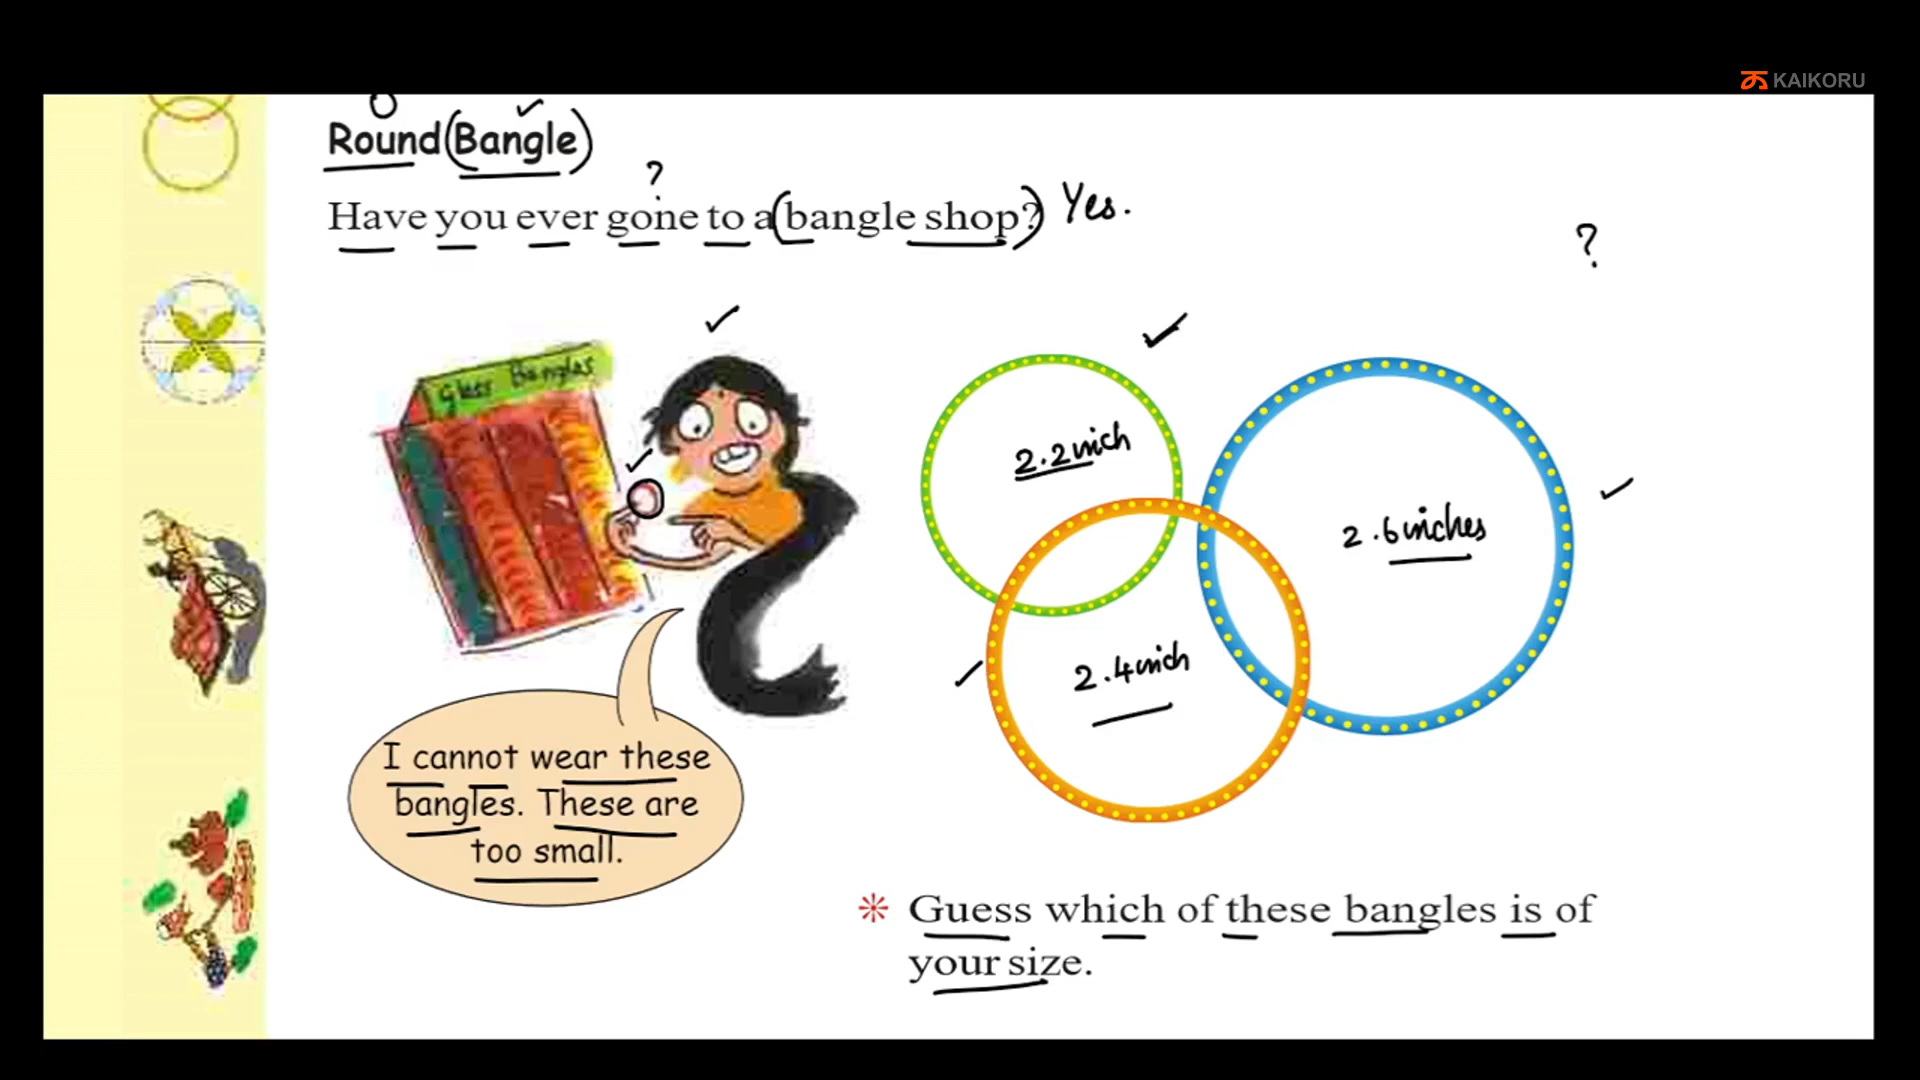 KAIKORU
Round (Bangle)
?
Have you ever gone to a (bangle shop?) Yes.
?
Glass Bangles
2.2 inch
2.6 inches
2.4 inch
I cannot wear these
bangles. These are
too small.
Guess which of these bangles is of
your size.